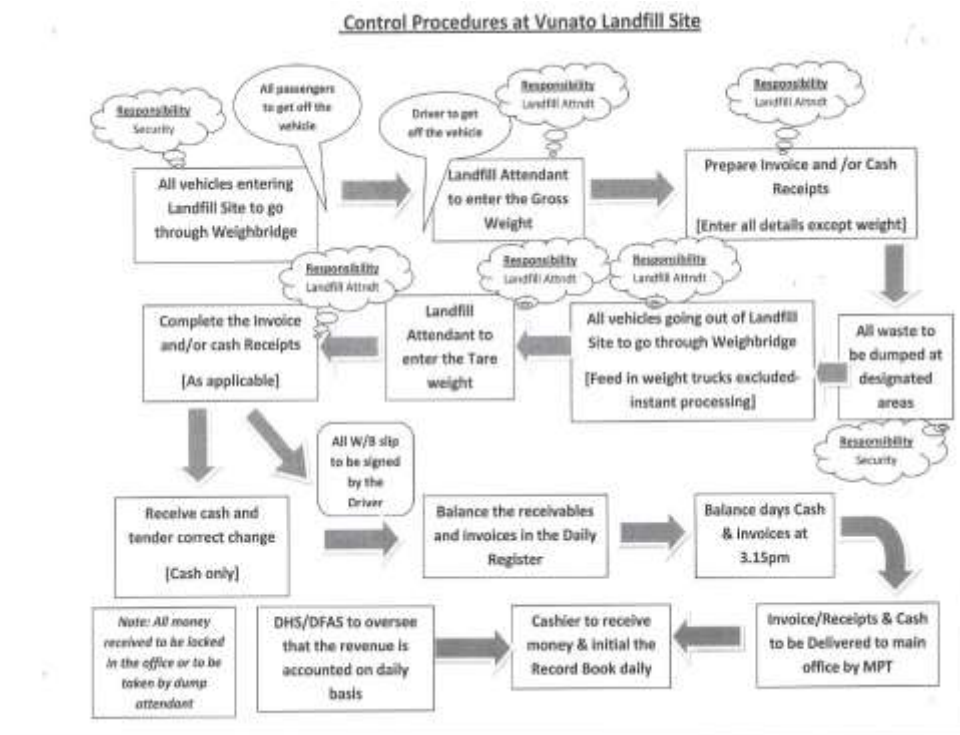 Control Procedures at Vunato Landfill Site
Responsibility
Security
All passengers
to get off the
vehicle
Driver to get
off the vehicle
Responsibility
Landfill Attndt
Responsibility
Landfill Attndt
All vehicles entering
Landfill Site to go
through Weighbridge
Landfill Attendant
to enter the Gross
Weight
Prepare Invoice and /or Cash
Receipts
[Enter all details except weight]
Responsibility
Landfill Attndt
Responsibility
Landfill Attndt
Responsibility
Landfill Attndt
Complete the Invoice
and/or cash Receipts
[As applicable]
Landfill
Attendant to
enter the Tare
weight
All vehicles going out of Landfill
Site to go through Weighbridge
[Feed in weight trucks excluded-
instant processing]
All waste to
be dumped at
designated
areas
Responsibility
Security
All W/B slip
to be signed
by the
Driver
Receive cash and
tender correct change
[Cash only]
Balance the receivables
and invoices in the Daily
Register
Balance days Cash
& invoices at
3.15pm
Note: All money
received to be locked
in the office or to be
taken by dump
attendant
DHS/DFAS to oversee
that the revenue is
accounted on daily
basis
Cashier to receive
money & initial the
Record Book daily
Invoice/Receipts & Cash
to be Delivered to main
office by MPT